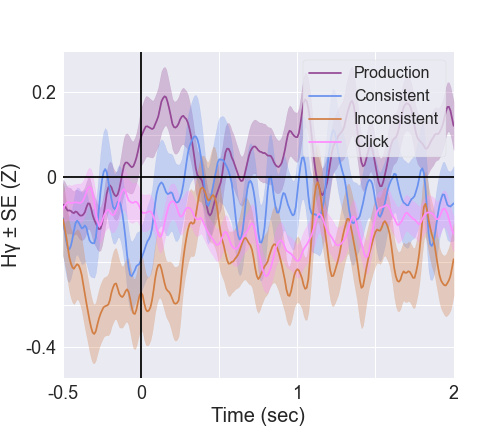 Production
Consistent
Inconsistent
Click
0.2
0
-0.4
Hγ ± SE (Z)
-0.5 0 1 2
Time (sec)